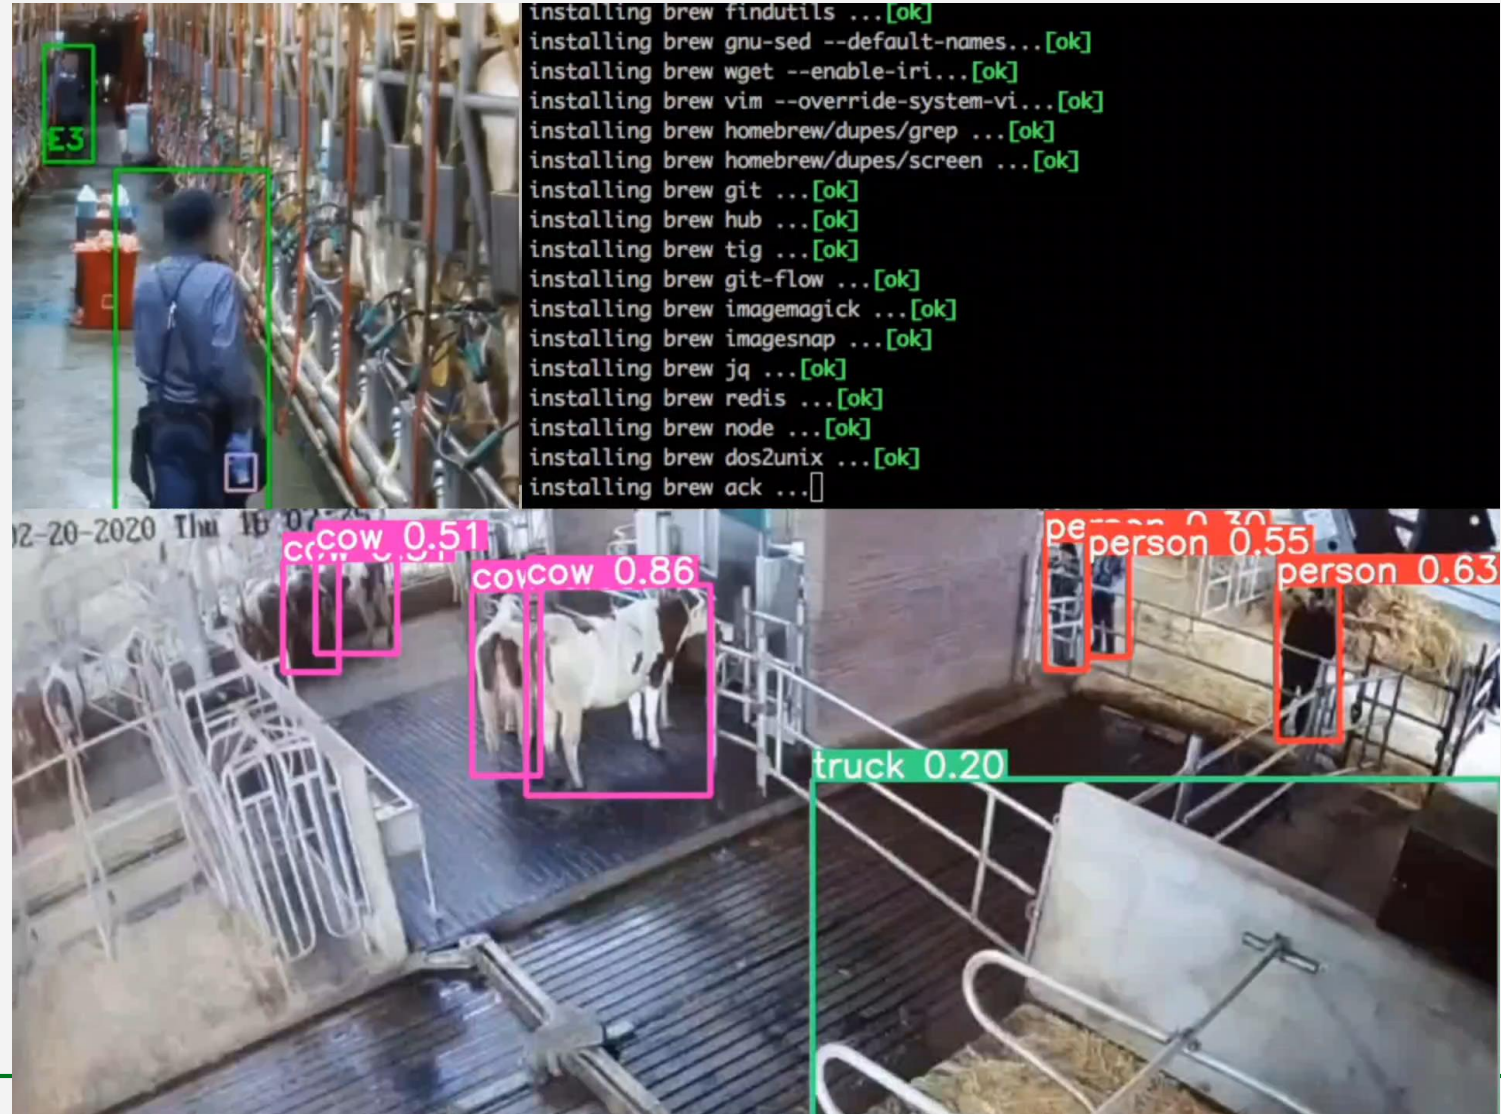 £3
installing brew findutils ...[ok]
installing brew gnu-sed --default-names...[ok]
installing brew wget --enable-iri...[ok]
installing brew vim --override-system-vi...[ok]
installing brew homebrew/dupes/grep ...[ok]
installing brew homebrew/dupes/screen ...[ok]
installing brew git ...[ok]
installing brew hub ...[ok]
installing brew tig ...[ok]
installing brew git-flow ...[ok]
installing brew imagemagick ...[ok]
installing brew imagesnap ...[ok]
installing brew jq ...[ok]
installing brew redis ...[ok]
installing brew node ...[ok]
installing brew dos2unix ...[ok]
installing brew ack ...
02-20-2020 Thu
cow 0.51
cow 0.86
person 0.30
person 0.55
person 0.63
truck 0.20